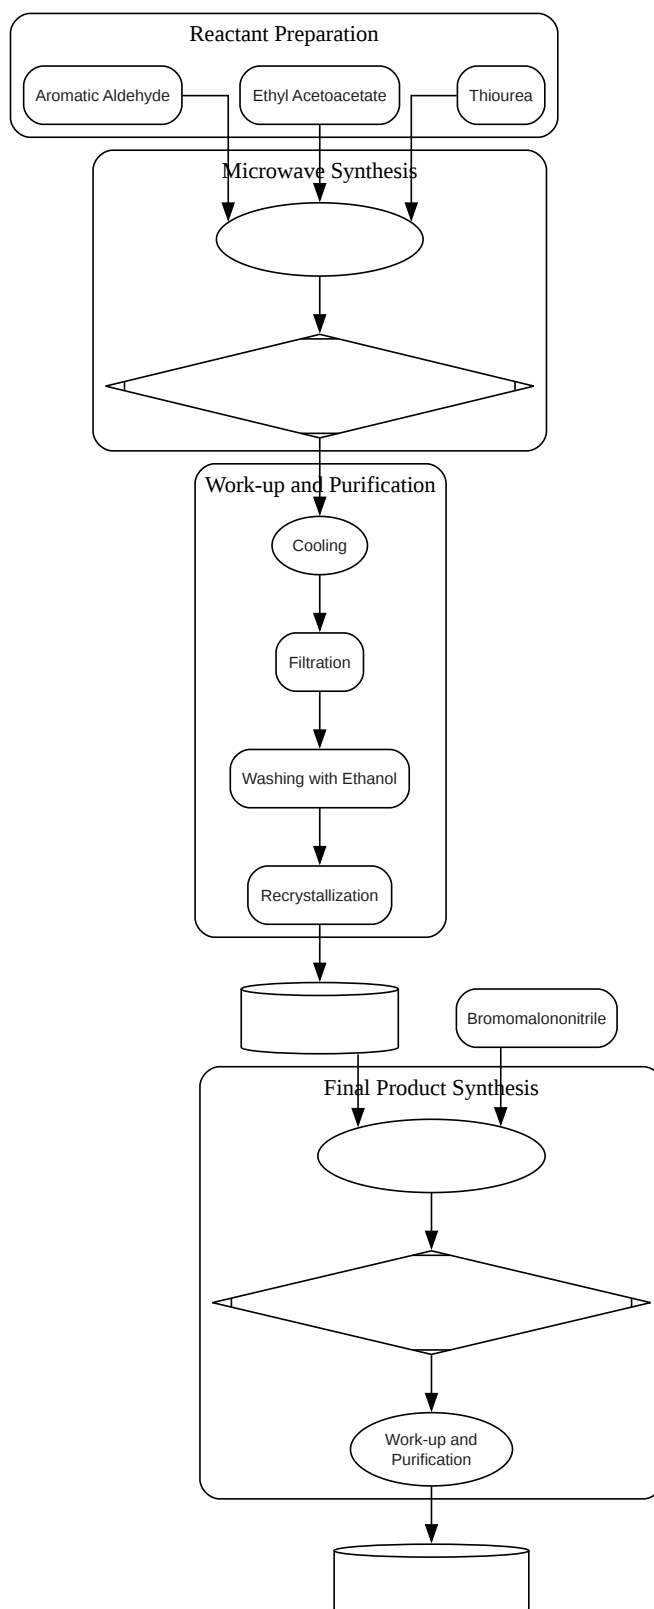 Reactant Preparation
Aromatic Aldehyde
Ethyl Acetoacetate
Thiourea
Microwave Synthesis
Work-up and Purification
Cooling
Filtration
Washing with Ethanol
Recrystallization
Bromomalononitrile
Final Product Synthesis
Work-up and
Purification